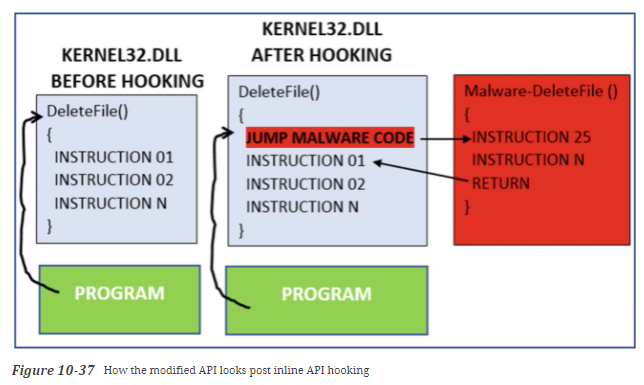 KERNEL32.DLL
BEFORE HOOKING
DeleteFile()
{
INSTRUCTION 01
INSTRUCTION 02
INSTRUCTION N
}
PROGRAM
KERNEL32.DLL
AFTER HOOKING
DeleteFile()
{
JUMP MALWARE CODE
INSTRUCTION 01
INSTRUCTION 02
INSTRUCTION N
}
PROGRAM
Malware-DeleteFile ()
{
INSTRUCTION 25
INSTRUCTION N
RETURN
}
Figure 10-37 How the modified API looks post inline API hooking